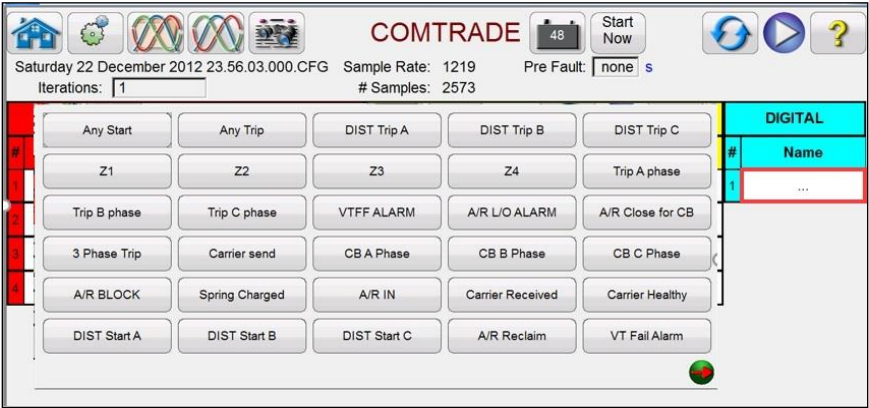 COMTRADE 48 Start Now ?
Saturday 22 December 2012 23.56.03.000.CFG Sample Rate: 1219 Pre Fault: none s
Iterations: 1 # Samples: 2573
DIGITAL
# # Name
1 1 ...
2
3
4
Any Start Any Trip DIST Trip A DIST Trip B DIST Trip C
Z1 Z2 Z3 Z4 Trip A phase
Trip B phase Trip C phase VTFF ALARM A/R L/O ALARM A/R Close for CB
3 Phase Trip Carrier send CB A Phase CB B Phase CB C Phase
A/R BLOCK Spring Charged A/R IN Carrier Received Carrier Healthy
DIST Start A DIST Start B DIST Start C A/R Reclaim VT Fail Alarm